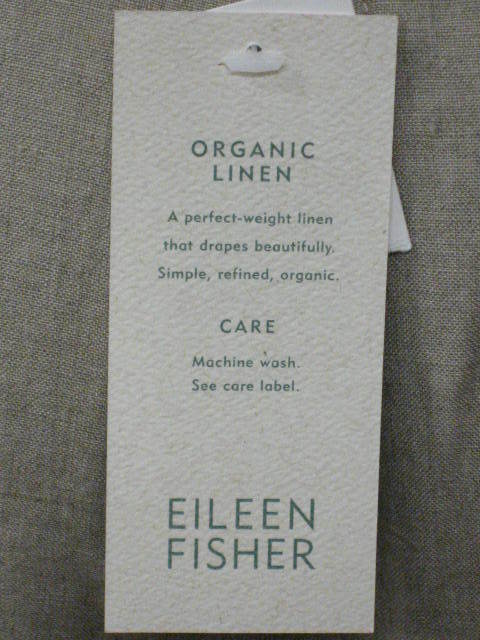 ORGANIC
LINEN
A perfect-weight linen
that drapes beautifully.
Simple, refined, organic.
CARE
Machine wash.
See care label.
EILEEN
FISHER